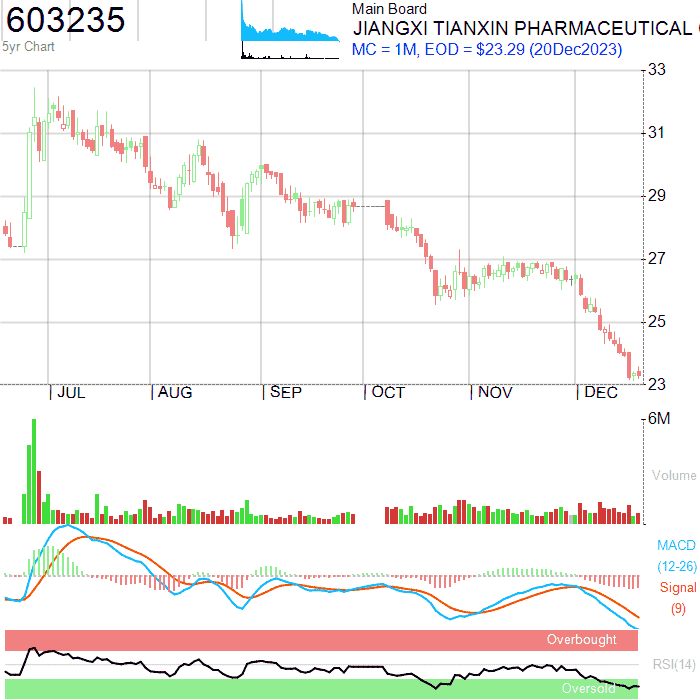 603235
5yr Chart
Main Board
JIANGXI TIANXIN PHARMACEUTICAL
MC = 1M, EOD = $23.29 (20Dec2023)
33
31
29
27
25
23
JUL AUG SEP OCT NOV DEC
6M
Volume
MACD
(12-26)
Signal
(9)
Overbought
RSI(14)
Oversold